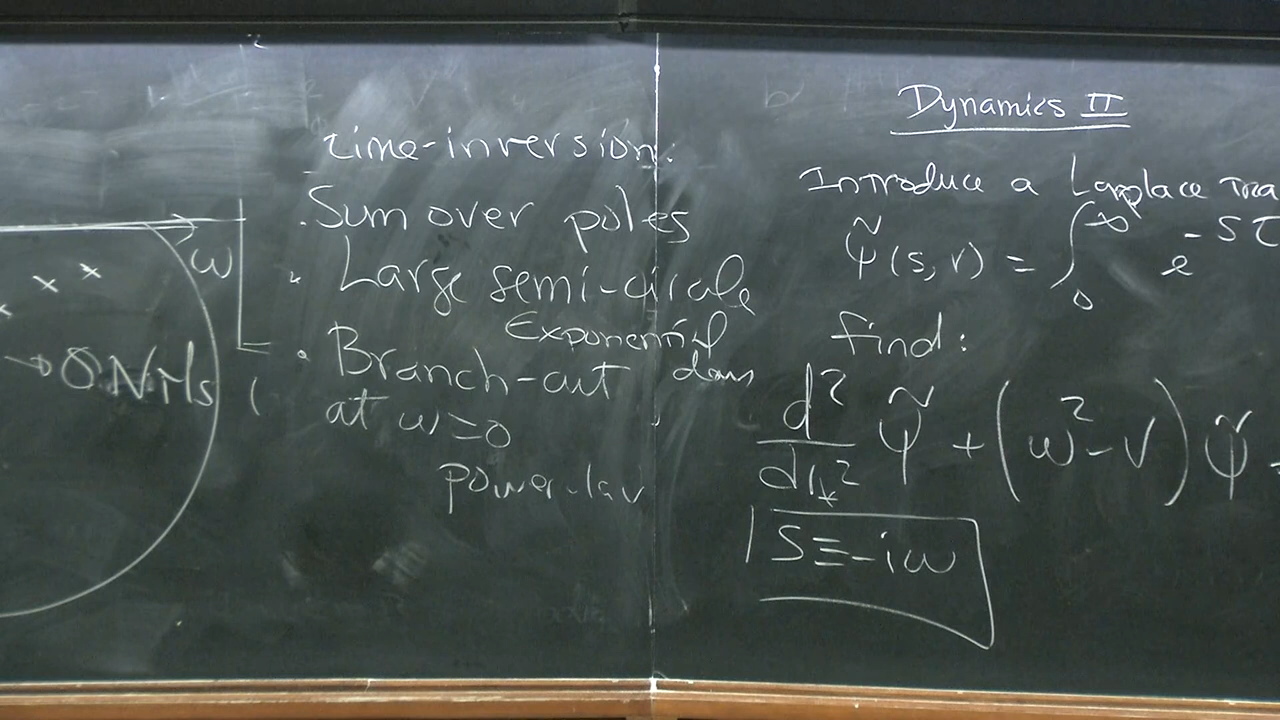 time-inversion:
. Sum over poles
. Large semi-circle
Exponential
. Branch-cut
at ω=0
power-law
ω
x x
→ QNMs
Dynamics II
Introduce a Laplace Tra
ψ̃(s,r) = ∫₀^∞ e^-sτ
find:
d²/dr⁎² ψ̃ + (ω²-V) ψ̃
s≡-iω